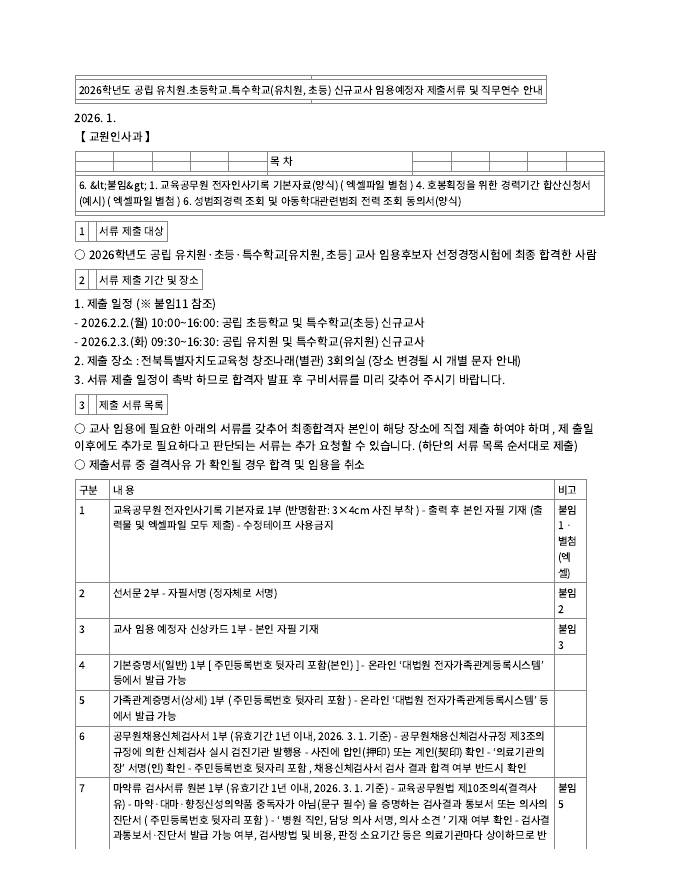 2026학년도 공립 유치원.초등학교.특수학교(유치원, 초등) 신규교사 임용예정자 제출서류 및 직무연수 안내
2026. 1.
【 교원인사과 】
목 차
6. &lt;붙임&gt; 1. 교육공무원 전자인사기록 기본자료(양식) ( 엑셀파일 별첨 ) 4. 호봉획정을 위한 경력기간 합산신청서
(예시) ( 엑셀파일 별첨 ) 6. 성범죄경력 조회 및 아동학대관련범죄 전력 조회 동의서(양식)
1 서류 제출 대상
○ 2026학년도 공립 유치원·초등·특수학교[유치원, 초등] 교사 임용후보자 선정경쟁시험에 최종 합격한 사람
2 서류 제출 기간 및 장소
1. 제출 일정 (※ 붙임11 참조)
- 2026.2.2.(월) 10:00~16:00: 공립 초등학교 및 특수학교(초등) 신규교사
- 2026.2.3.(화) 09:30~16:30: 공립 유치원 및 특수학교(유치원) 신규교사
2. 제출 장소 : 전북특별자치도교육청 창조나래(별관) 3회의실 (장소 변경될 시 개별 문자 안내)
3. 서류 제출 일정이 촉박 하므로 합격자 발표 후 구비서류를 미리 갖추어 주시기 바랍니다.
3 제출 서류 목록
○ 교사 임용에 필요한 아래의 서류를 갖추어 최종합격자 본인이 해당 장소에 직접 제출 하여야 하며 , 제 출일
이후에도 추가로 필요하다고 판단되는 서류는 추가 요청할 수 있습니다. (하단의 서류 목록 순서대로 제출)
○ 제출서류 중 결격사유 가 확인될 경우 합격 및 임용을 취소
구분 내 용 비고
1 교육공무원 전자인사기록 기본자료 1부 (반명함판: 3×4cm 사진 부착 ) - 출력 후 본인 자필 기재 (출 붙임
력물 및 엑셀파일 모두 제출) - 수정테이프 사용금지 1 ·
별첨
(엑
셀)
2 선서문 2부 - 자필서명 (정자체로 서명) 붙임
2
3 교사 임용 예정자 신상카드 1부 - 본인 자필 기재 붙임
3
4 기본증명서(일반) 1부 [ 주민등록번호 뒷자리 포함(본인) ] - 온라인 ‘대법원 전자가족관계등록시스템’
등에서 발급 가능
5 가족관계증명서(상세) 1부 ( 주민등록번호 뒷자리 포함 ) - 온라인 ‘대법원 전자가족관계등록시스템’ 등
에서 발급 가능
6 공무원채용신체검사서 1부 (유효기간 1년 이내, 2026. 3. 1. 기준) - 공무원채용신체검사규정 제3조의
규정에 의한 신체검사 실시 검진기관 발행용 - 사진에 압인(押印) 또는 계인(契印) 확인 - ‘의료기관의
장’ 서명(인) 확인 - 주민등록번호 뒷자리 포함 , 채용신체검사서 검사 결과 합격 여부 반드시 확인
7 마약류 검사서류 원본 1부 (유효기간 1년 이내, 2026. 3. 1. 기준) - 교육공무원법 제10조의4(결격사 붙임
유) - 마약·대마·향정신성의약품 중독자가 아님(문구 필수) 을 증명하는 검사결과 통보서 또는 의사의 5
진단서 ( 주민등록번호 뒷자리 포함 ) - ‘ 병원 직인, 담당 의사 서명, 의사 소견 ’ 기재 여부 확인 - 검사결
과통보서·진단서 발급 가능 여부, 검사방법 및 비용, 판정 소요기간 등은 의료기관마다 상이하므로 반